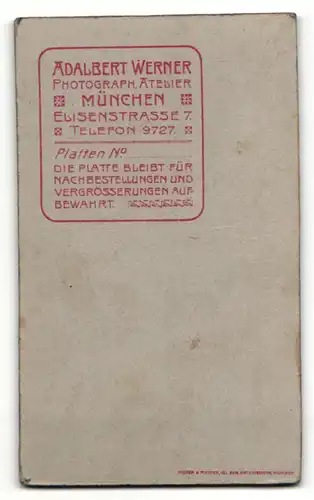 ADALBERT WERNER
PHOTOGRAPH. ATELIER
MÜNCHEN
ELISENSTRASSE 7.
TELEFON 9727.
Platten No
DIE PLATTE BLEIBT FÜR
NACHBESTELLUNGEN UND
VERGRÖSSERUNGEN AUF-
BEWAHRT.